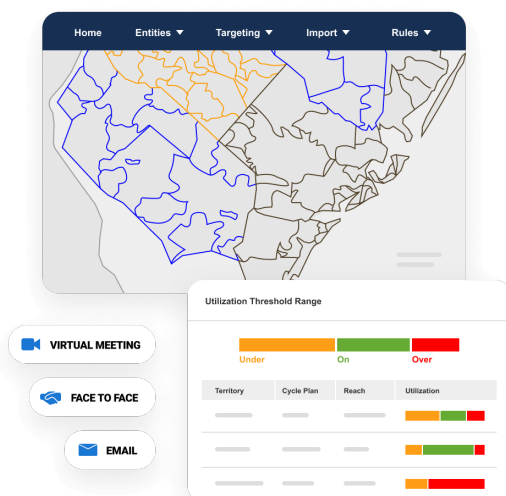 Home Entities Targeting Import Rules
Utilization Threshold Range
Under On Over
Territory Cycle Plan Reach Utilization
VIRTUAL MEETING
FACE TO FACE
EMAIL